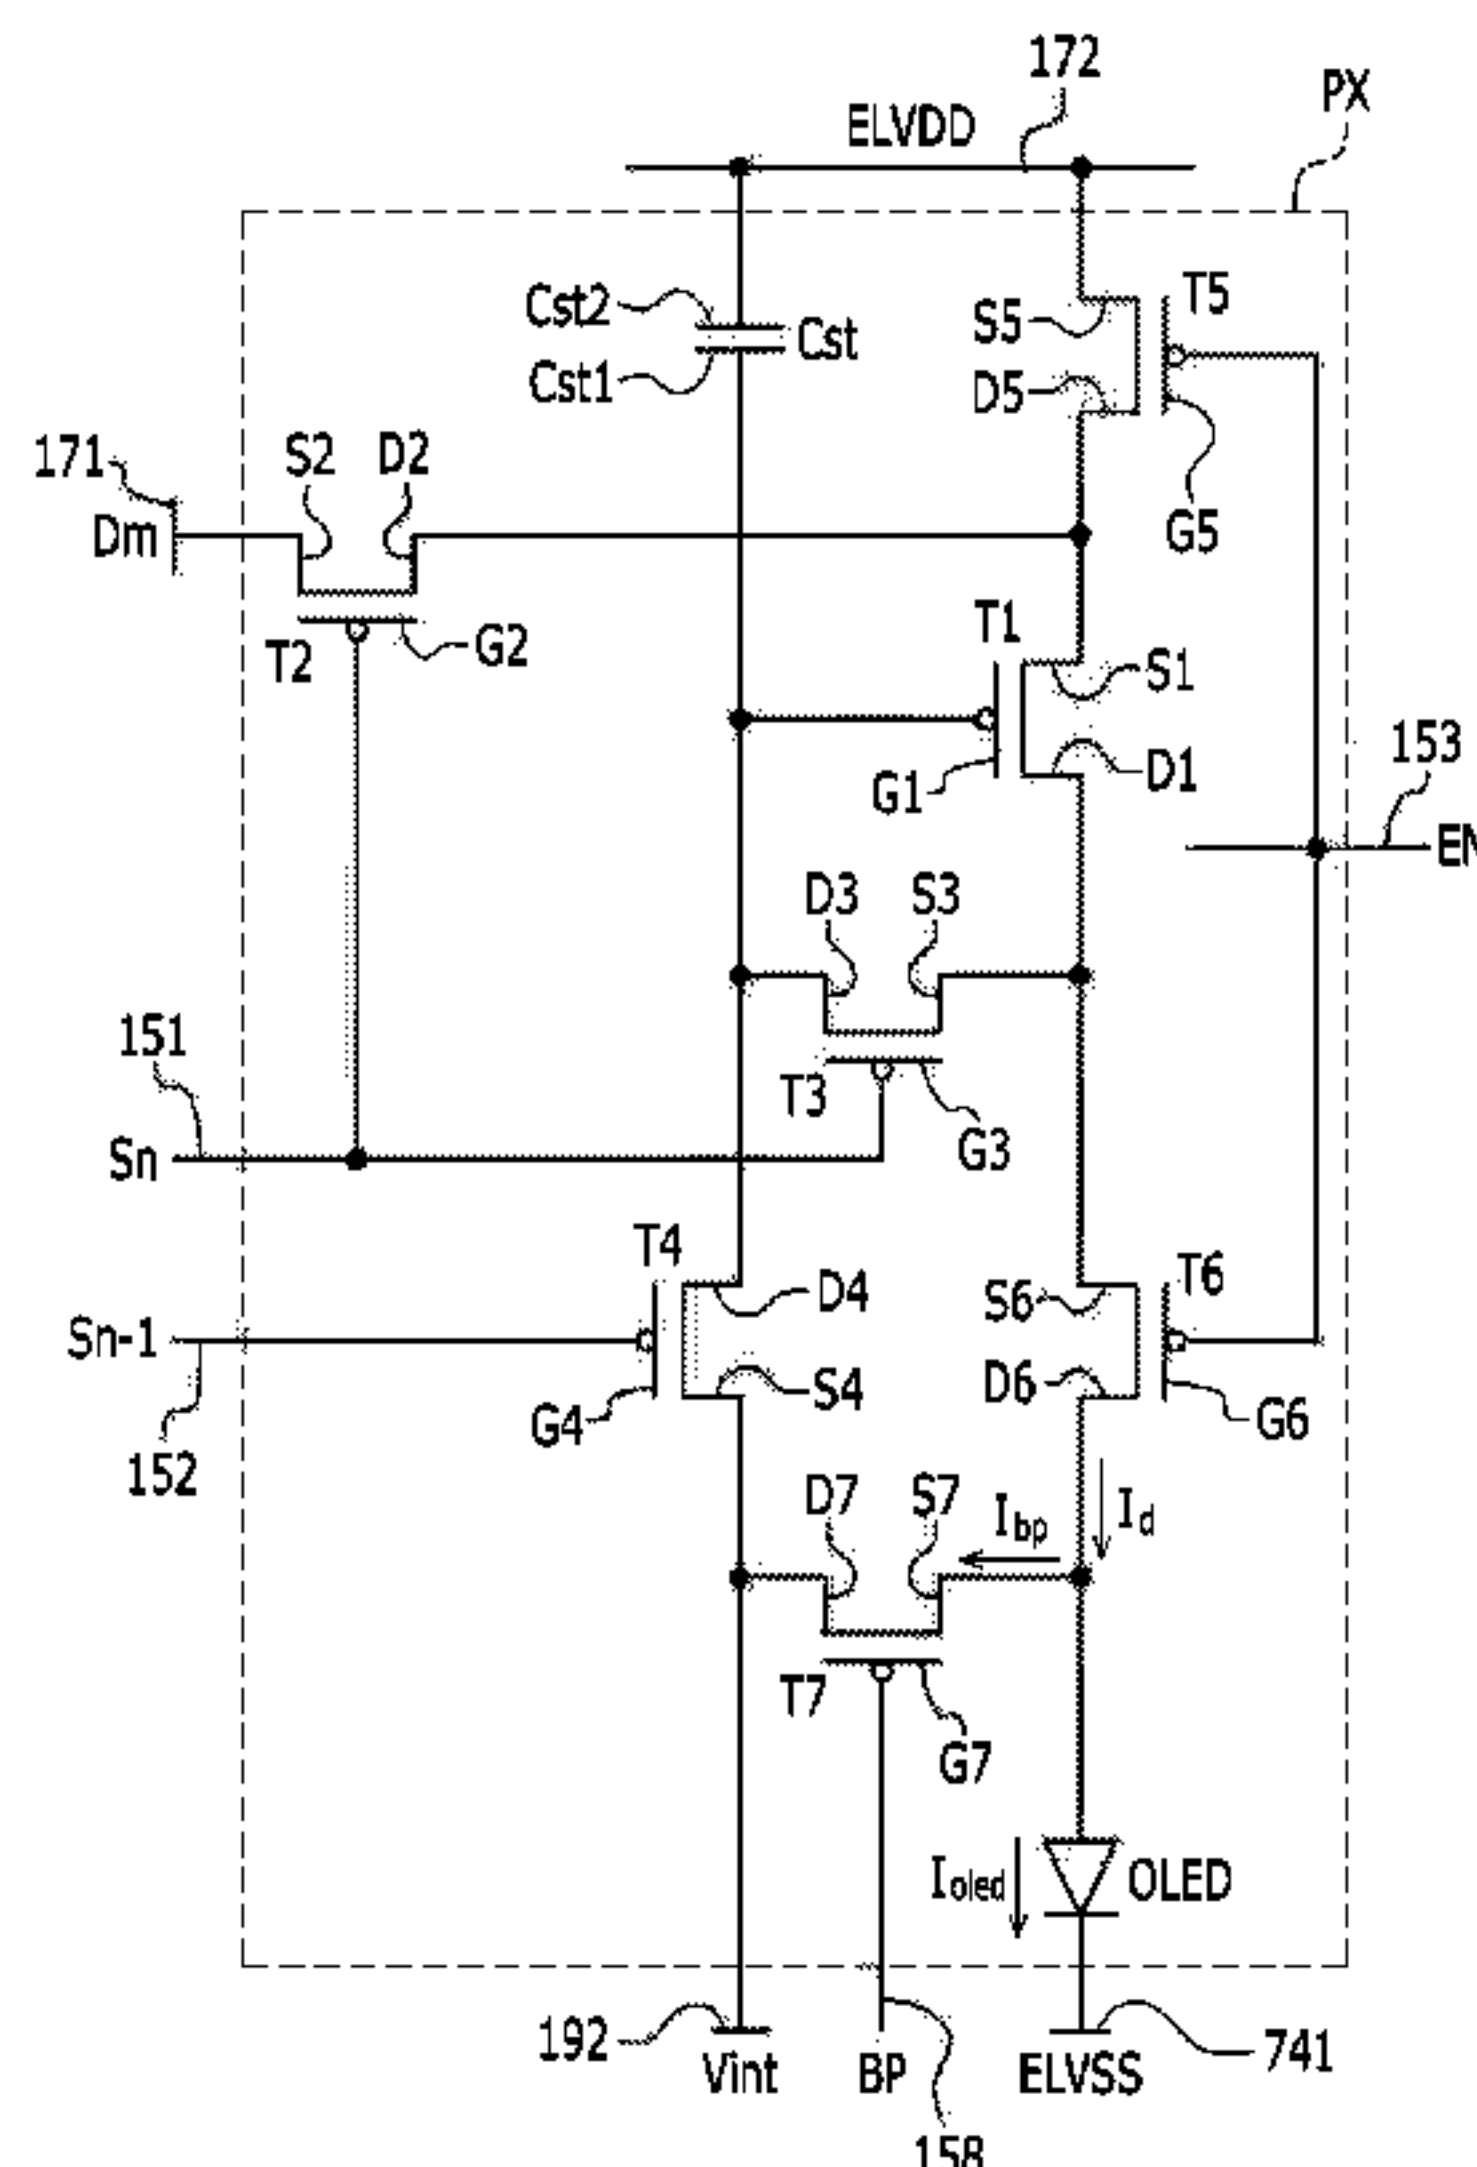 172
PX
ELVDD
T5
Cst2
S5
Cst
Cst1
D5
171
S2
D2
Dm
G5
T1
T2
G2
S1
153
D1
G1
EN
D3
S3
151
T3
Sn
G3
T4
T6
D4
S6
Sn-1
D6
S4
G4
G6
152
D7
S7
Ibp
Id
T7
G7
Ioled
OLED
192
741
Vint
BP
ELVSS
158